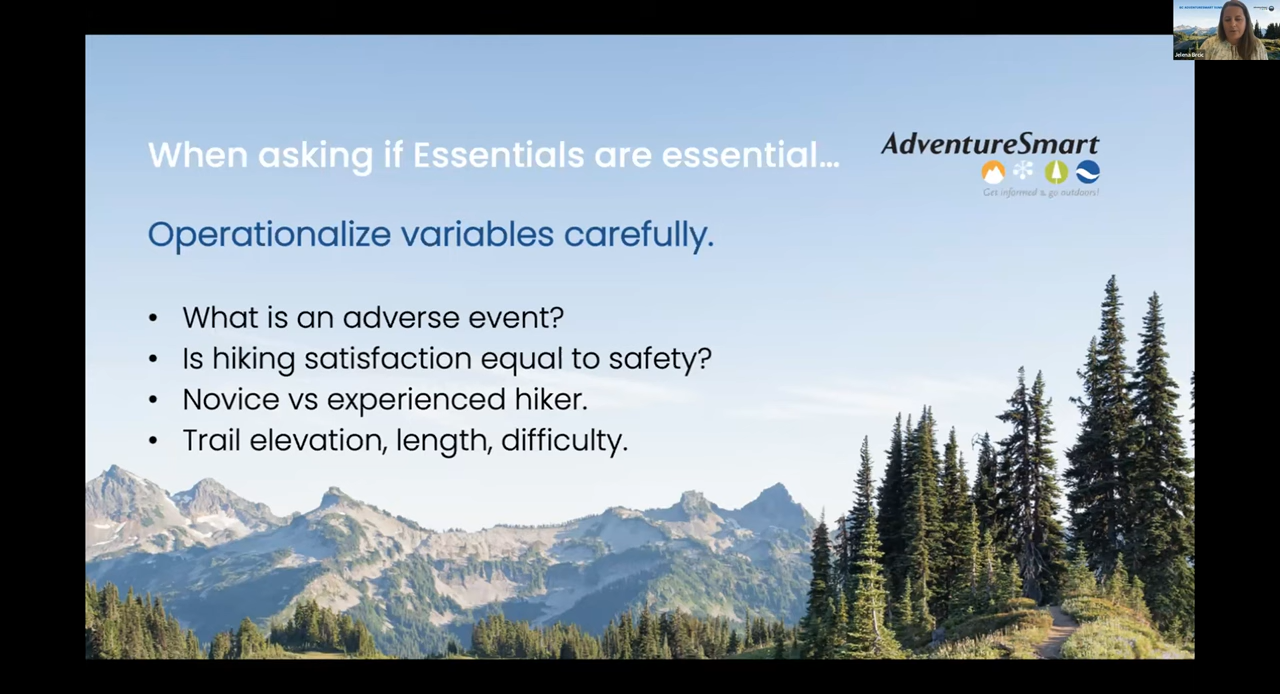 When asking if Essentials are essential...
AdventureSmart
Get informed & go outdoors!
Operationalize variables carefully.
• What is an adverse event?
• Is hiking satisfaction equal to safety?
• Novice vs experienced hiker.
• Trail elevation, length, difficulty.